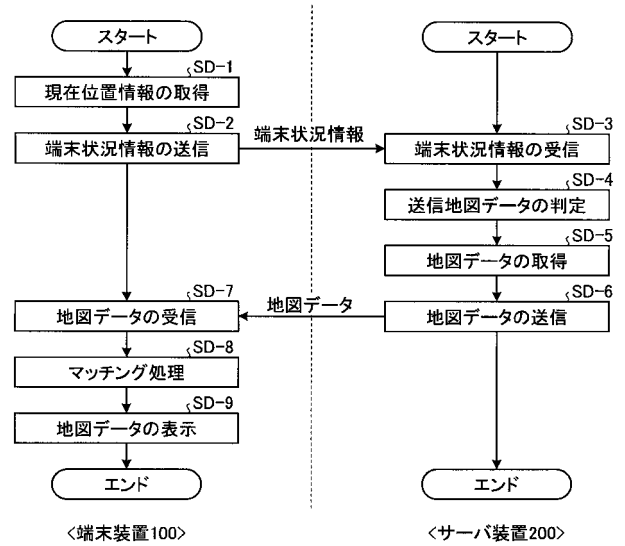 スタート
SD-1
現在位置情報の取得
SD-2
端末状況情報の送信
端末状況情報
スタート
SD-3
端末状況情報の受信
SD-4
送信地図データの判定
SD-5
地図データの取得
SD-6
地図データの送信
地図データ
SD-7
地図データの受信
SD-8
マッチング処理
SD-9
地図データの表示
エンド
エンド
<端末装置100>
<サーバ装置200>